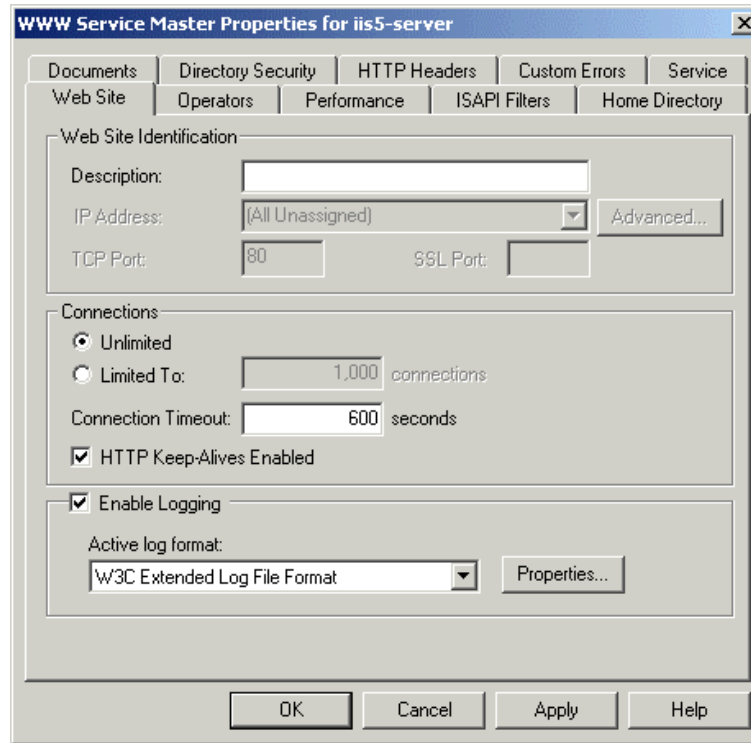 WWW Service Master Properties for iis5-server
Documents Directory Security HTTP Headers Custom Errors Service
Web Site Operators Performance ISAPI Filters Home Directory
Web Site Identification
Description:
IP Address: (All Unassigned) Advanced...
TCP Port: 80 SSL Port:
Connections
Unlimited
Limited To: 1,000 connections
Connection Timeout: 600 seconds
HTTP Keep-Alives Enabled
Enable Logging
Active log format:
W3C Extended Log File Format Properties...
OK Cancel Apply Help